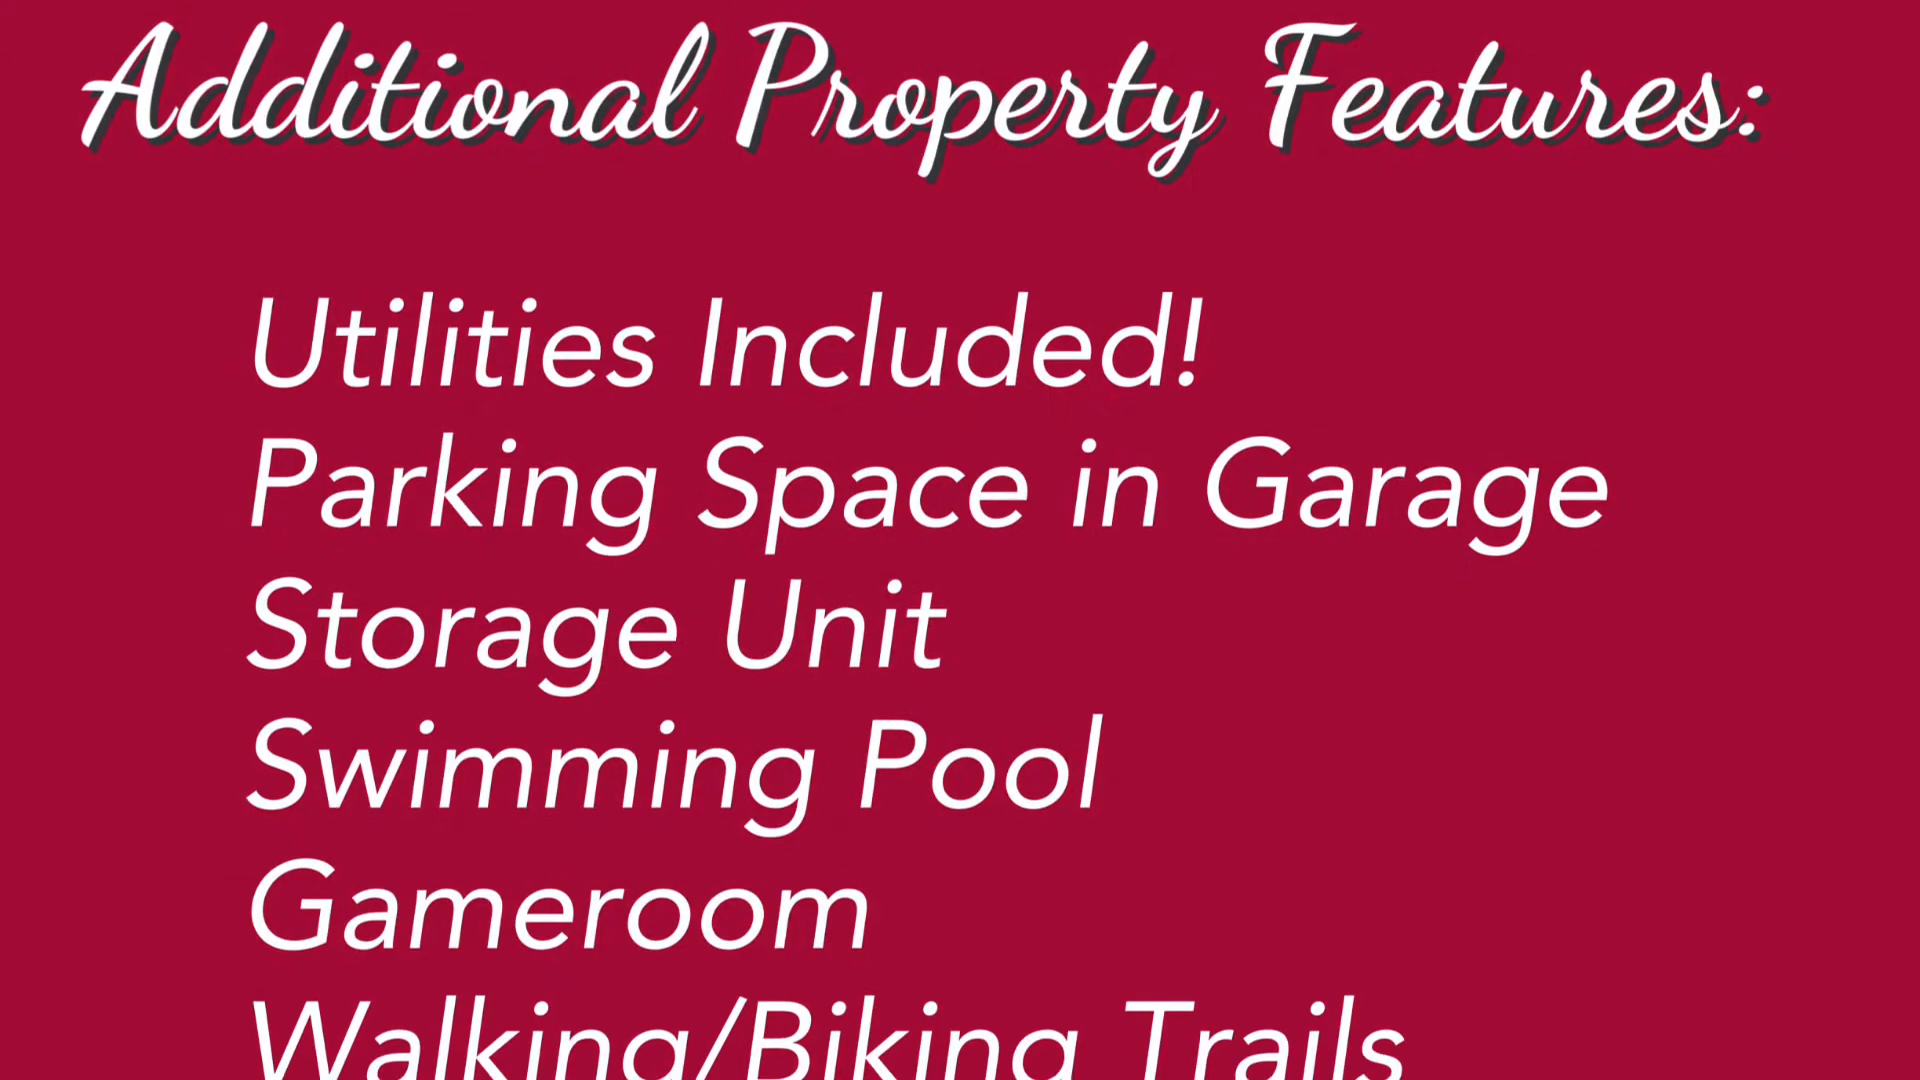 Additional Property Features:
Utilities Included!
Parking Space in Garage
Storage Unit
Swimming Pool
Gameroom
Walking/Biking Trails